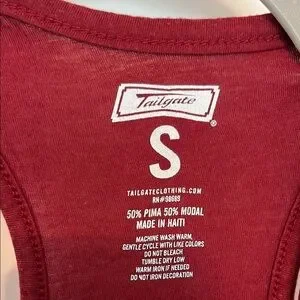 Tailgate
®
S
TAILGATECLOTHING.COM
RN#98689
50% PIMA 50% MODAL
MADE IN HAITI
MACHINE WASH WARM,
GENTLE CYCLE WITH LIKE COLORS
DO NOT BLEACH
TUMBLE DRY LOW
WARM IRON IF NEEDED
DO NOT IRON DECORATION